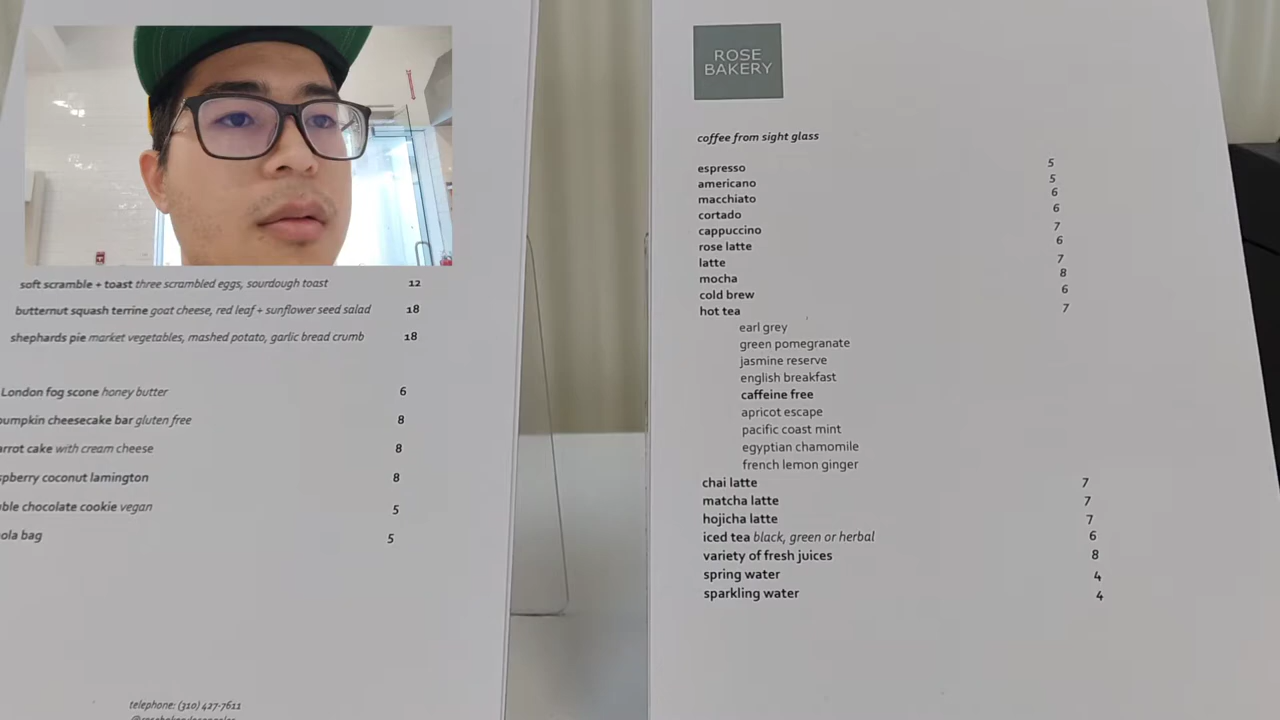 soft scramble + toast three scrambled eggs, sourdough toast 12
butternut squash terrine goat cheese, red leaf + sunflower seed salad 18
shephards pie market vegetables, mashed potato, garlic bread crumb 18
London fog scone honey butter 6
cheesecake bar gluten free 8
cake with cream cheese 8
coconut lamington 8
chocolate cookie vegan 5
bag 5
telephone: (310) 427-7611
ROSE
BAKERY
coffee from sight glass
espresso 5
americano 5
macchiato 6
cortado 6
cappuccino 7
rose latte 6
latte 7
mocha 8
cold brew 6
hot tea 7
earl grey
green pomegranate
jasmine reserve
english breakfast
caffeine free
apricot escape
pacific coast mint
egyptian chamomile
french lemon ginger
chai latte 7
matcha latte 7
hojicha latte 7
iced tea black, green or herbal 6
variety of fresh juices 8
spring water 4
sparkling water 4